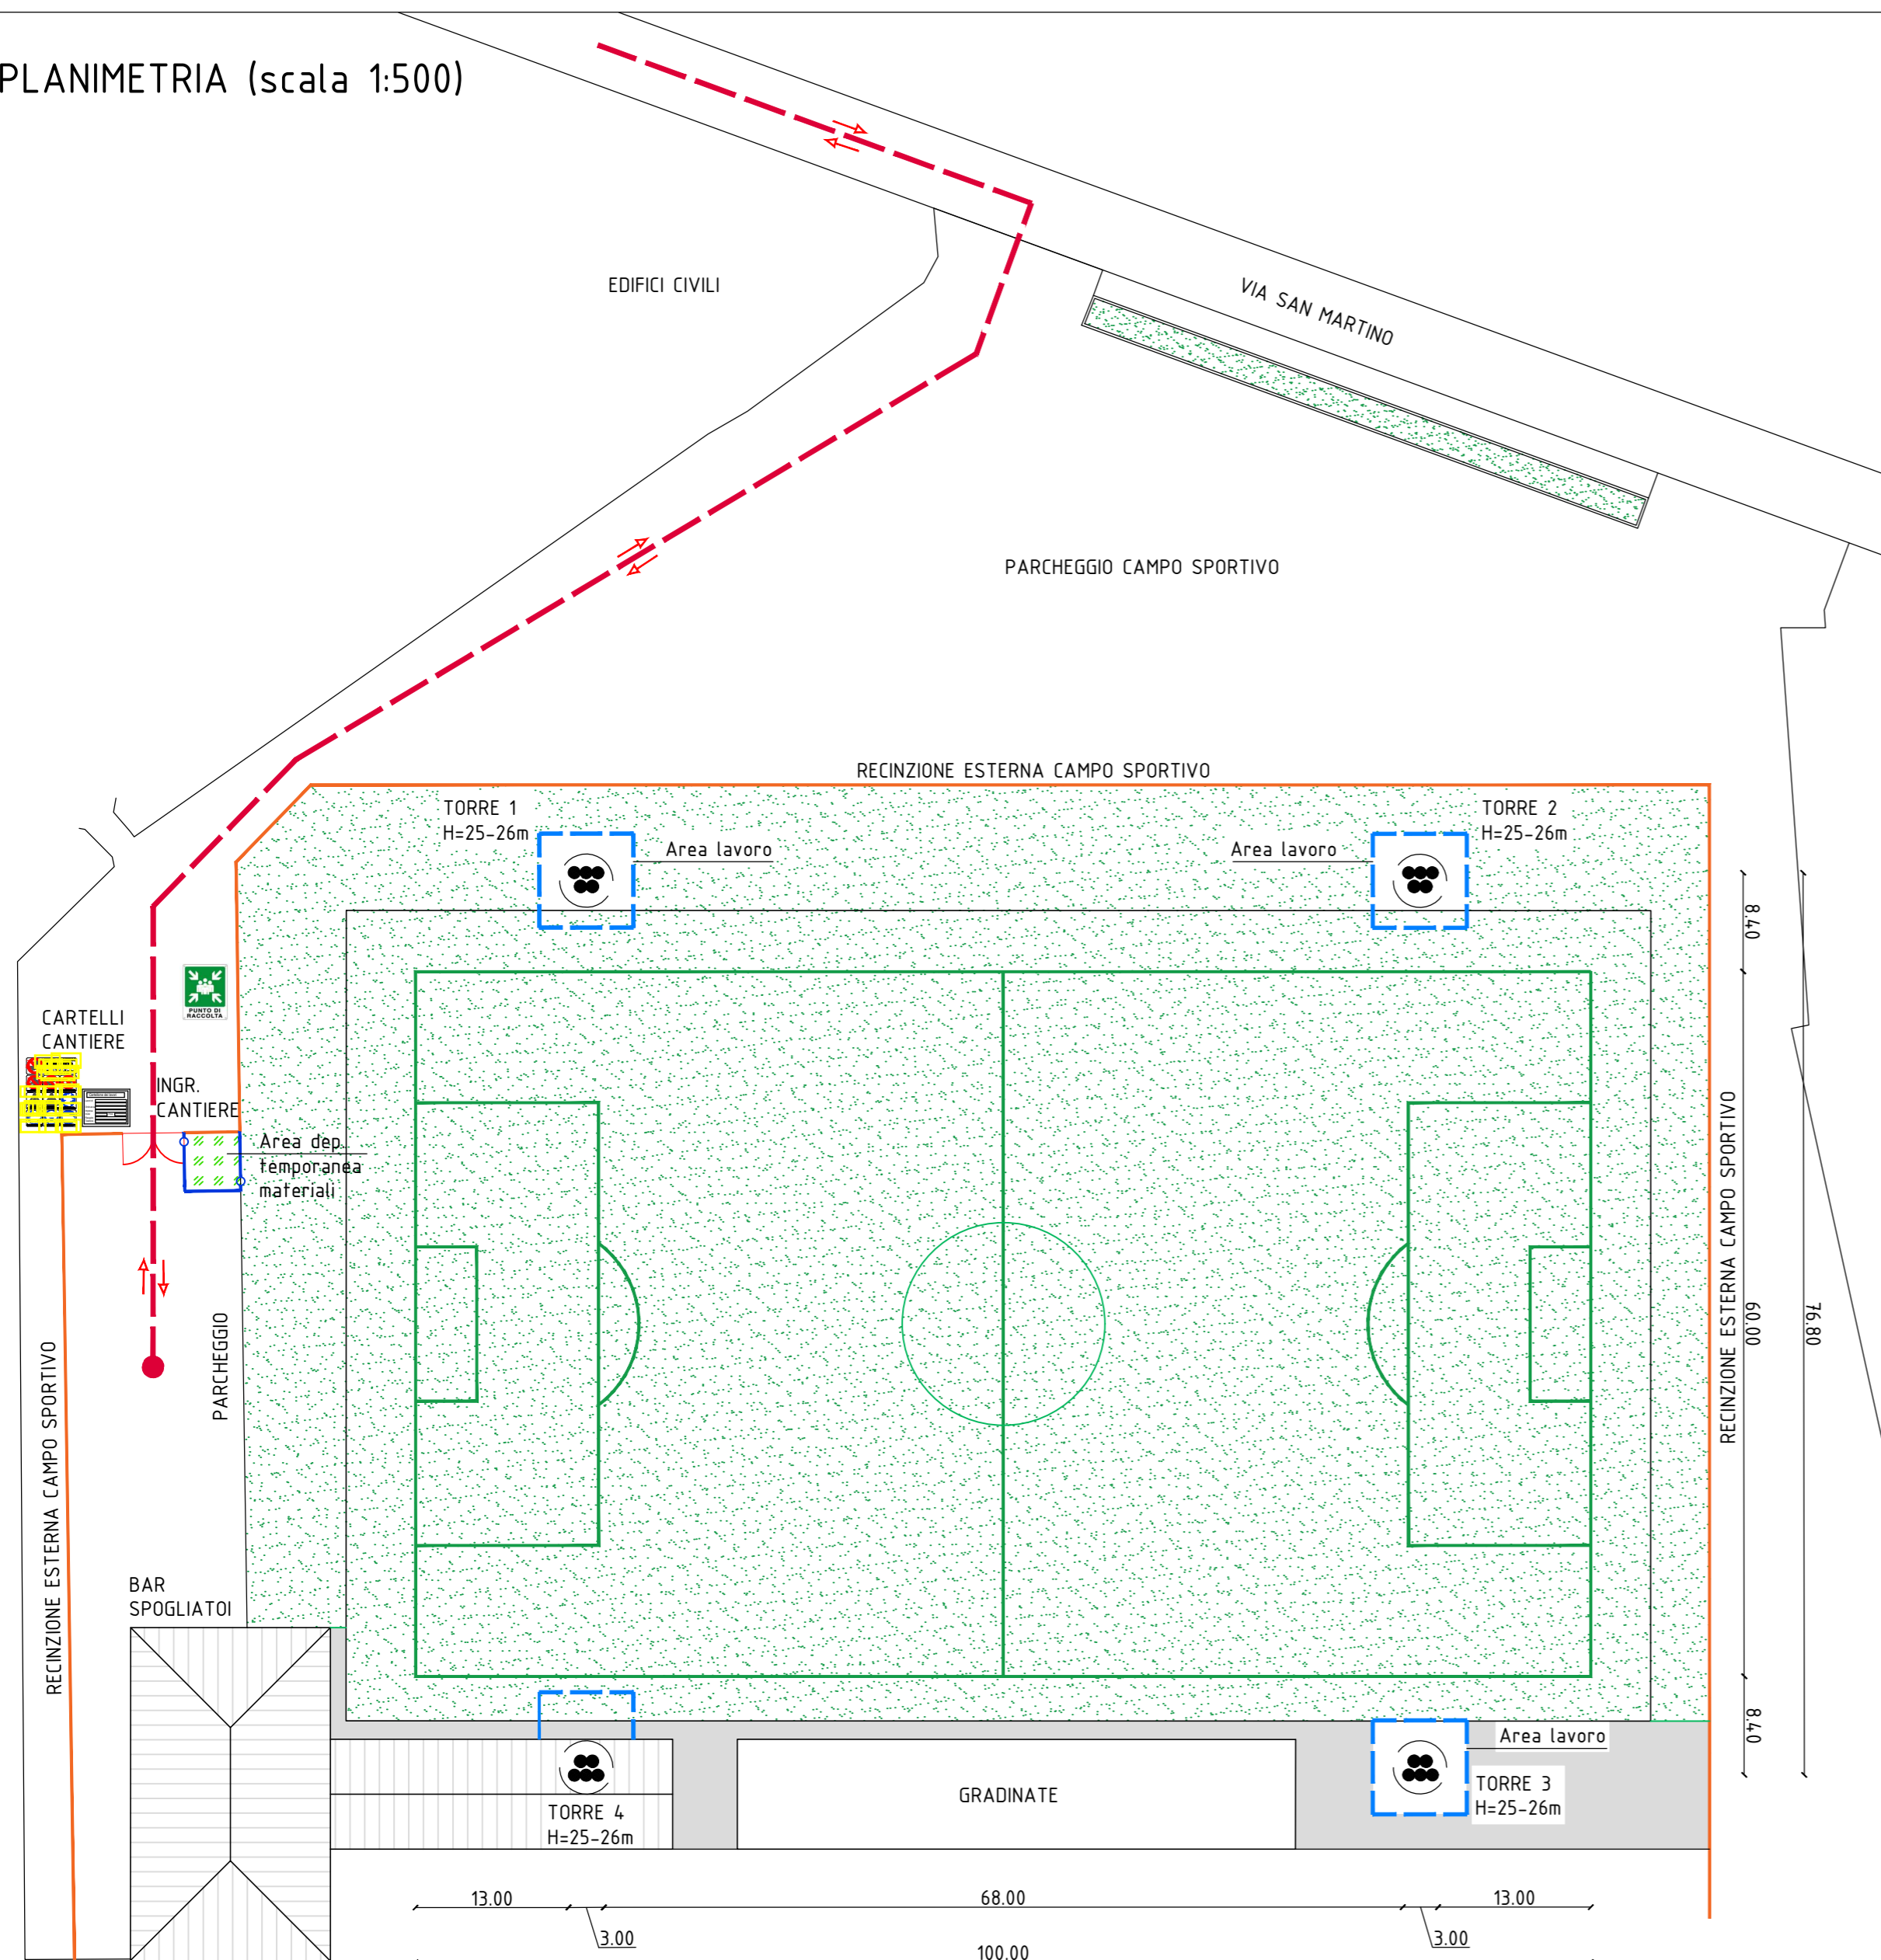 PLANIMETRIA (scala 1:500)
EDIFICI CIVILI
VIA SAN MARTINO
PARCHEGGIO CAMPO SPORTIVO
RECINZIONE ESTERNA CAMPO SPORTIVO
TORRE 1
H=25-26m
Area lavoro
Area lavoro
TORRE 2
H=25-26m
8.40
PUNTO DI
RACCOLTA
CARTELLI
CANTIERE
INGR.
CANTIERE
Area dep.
temporanea
materiali
PARCHEGGIO
RECINZIONE ESTERNA CAMPO SPORTIVO
RECINZIONE ESTERNA CAMPO SPORTIVO
60.00
76.80
BAR
SPOGLIATOI
8.40
Area lavoro
TORRE 3
H=25-26m
GRADINATE
TORRE 4
H=25-26m
13.00
68.00
13.00
3.00
3.00
100.00